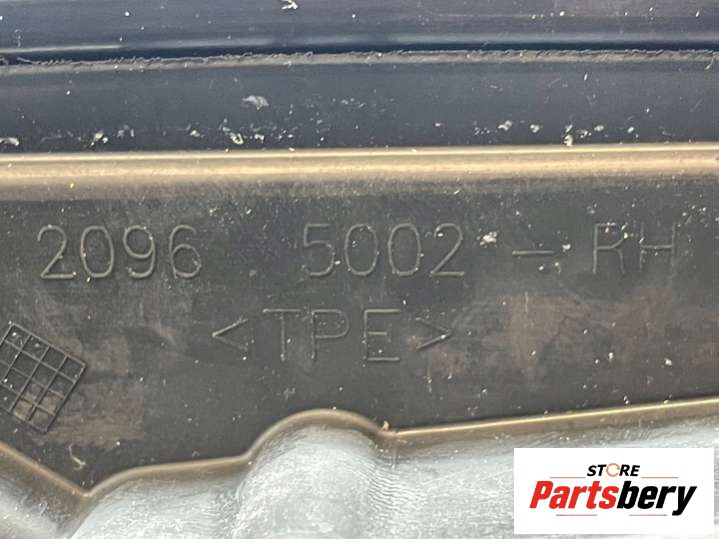 2096 5002 - RH
<TPE>
STORE
Partsbery